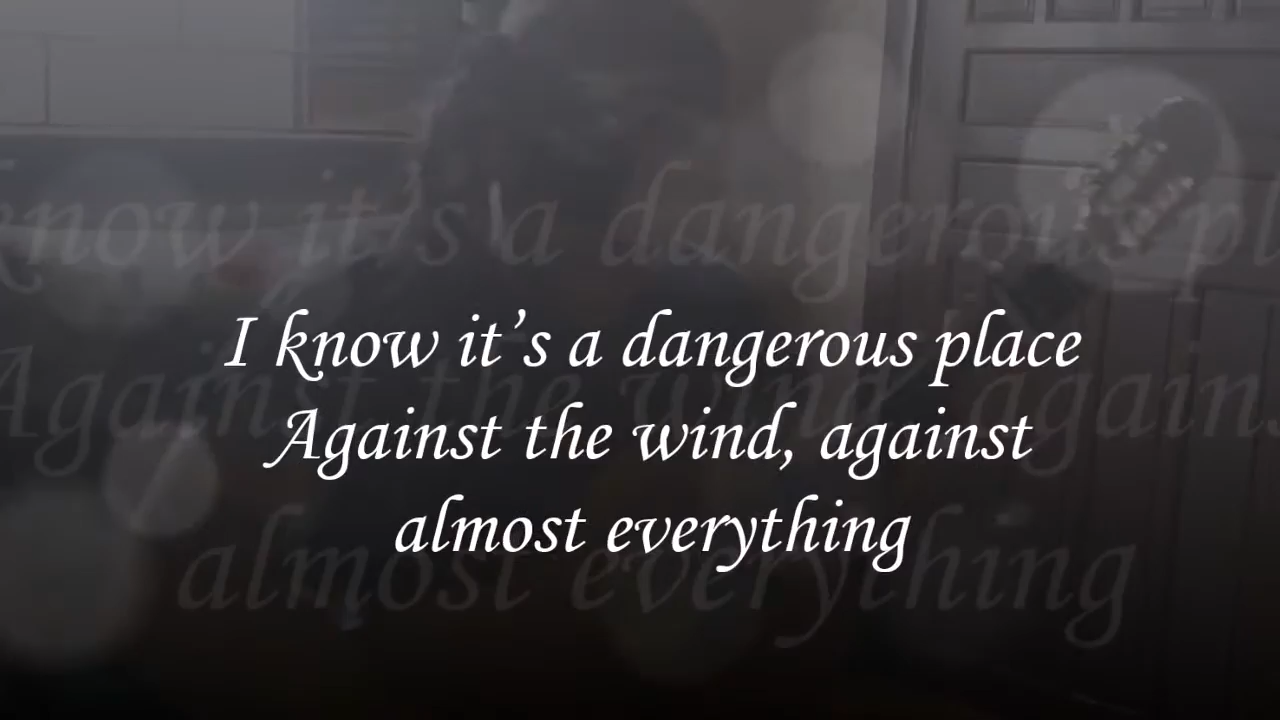 I know it’s a dangerous place
Against the wind, against
almost everything